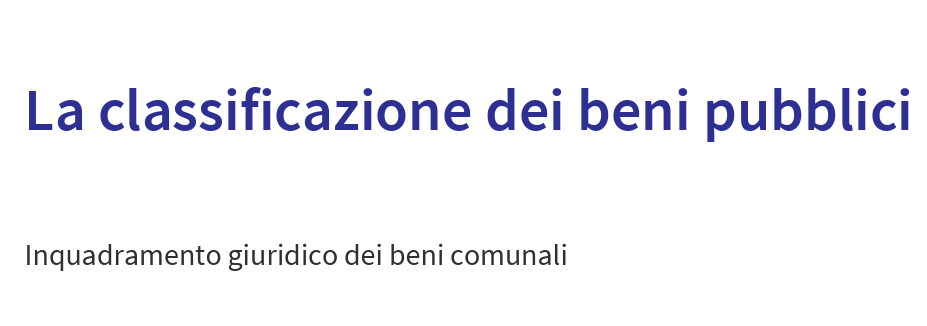 La classificazione dei beni pubblici
Inquadramento giuridico dei beni comunali